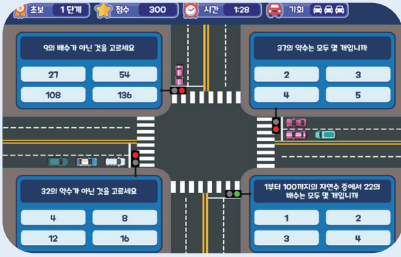 초보 1단계 점수 300 시간 1:28 기회
9의 배수가 아닌 것을 고르세요
27 54
108 136
37의 약수는 모두 몇 개입니까
2 3
4 5
32의 약수가 아닌 것을 고르세요
4 8
12 16
1부터 100까지의 자연수 중에서 22의
배수는 모두 몇 개입니까
1 2
3 4